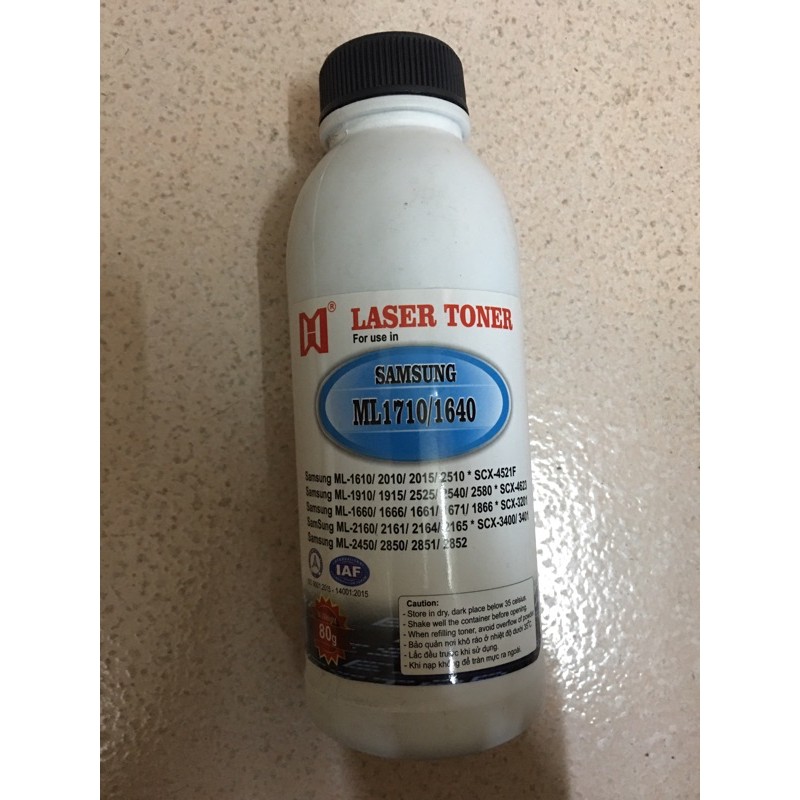 ®
LASER TONER
For use in
SAMSUNG
ML1710/1640
Samsung ML-1610/ 2010/ 2015/ 2510 * SCX-4521F
Samsung ML-1910/ 1915/ 2525/ 2540/ 2580 * SCX-4623
Samsung ML-1660/ 1666/ 1661/ 1671/ 1866 * SCX-3201
SamSung ML-2160/ 2161/ 2164/ 2165 * SCX-3400/ 3401
Samsung ML-2450/ 2850/ 2851/ 2852
IAF
14001:2015
80g
Caution:
- Store in dry, dark place below 35 celsius.
- Shake well the container before opening.
- When refilling toner, avoid overflow of powder
- Bảo quản nơi khô ráo ở nhiệt độ dưới 35°C.
- Lắc đều trước khi sử dụng.
- Khi nạp không để tràn mực ra ngoài.